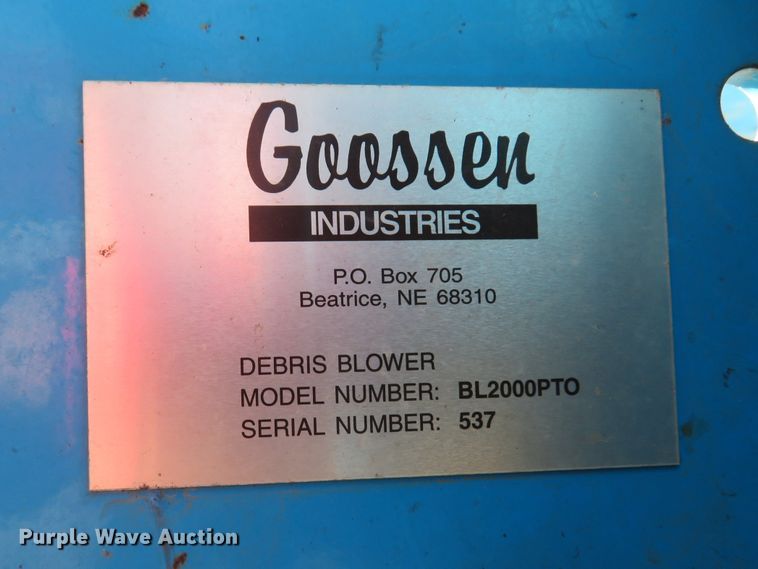 Goossen
INDUSTRIES
P.O. Box 705
Beatrice, NE 68310
DEBRIS BLOWER
MODEL NUMBER: BL2000PTO
SERIAL NUMBER: 537
Purple Wave Auction